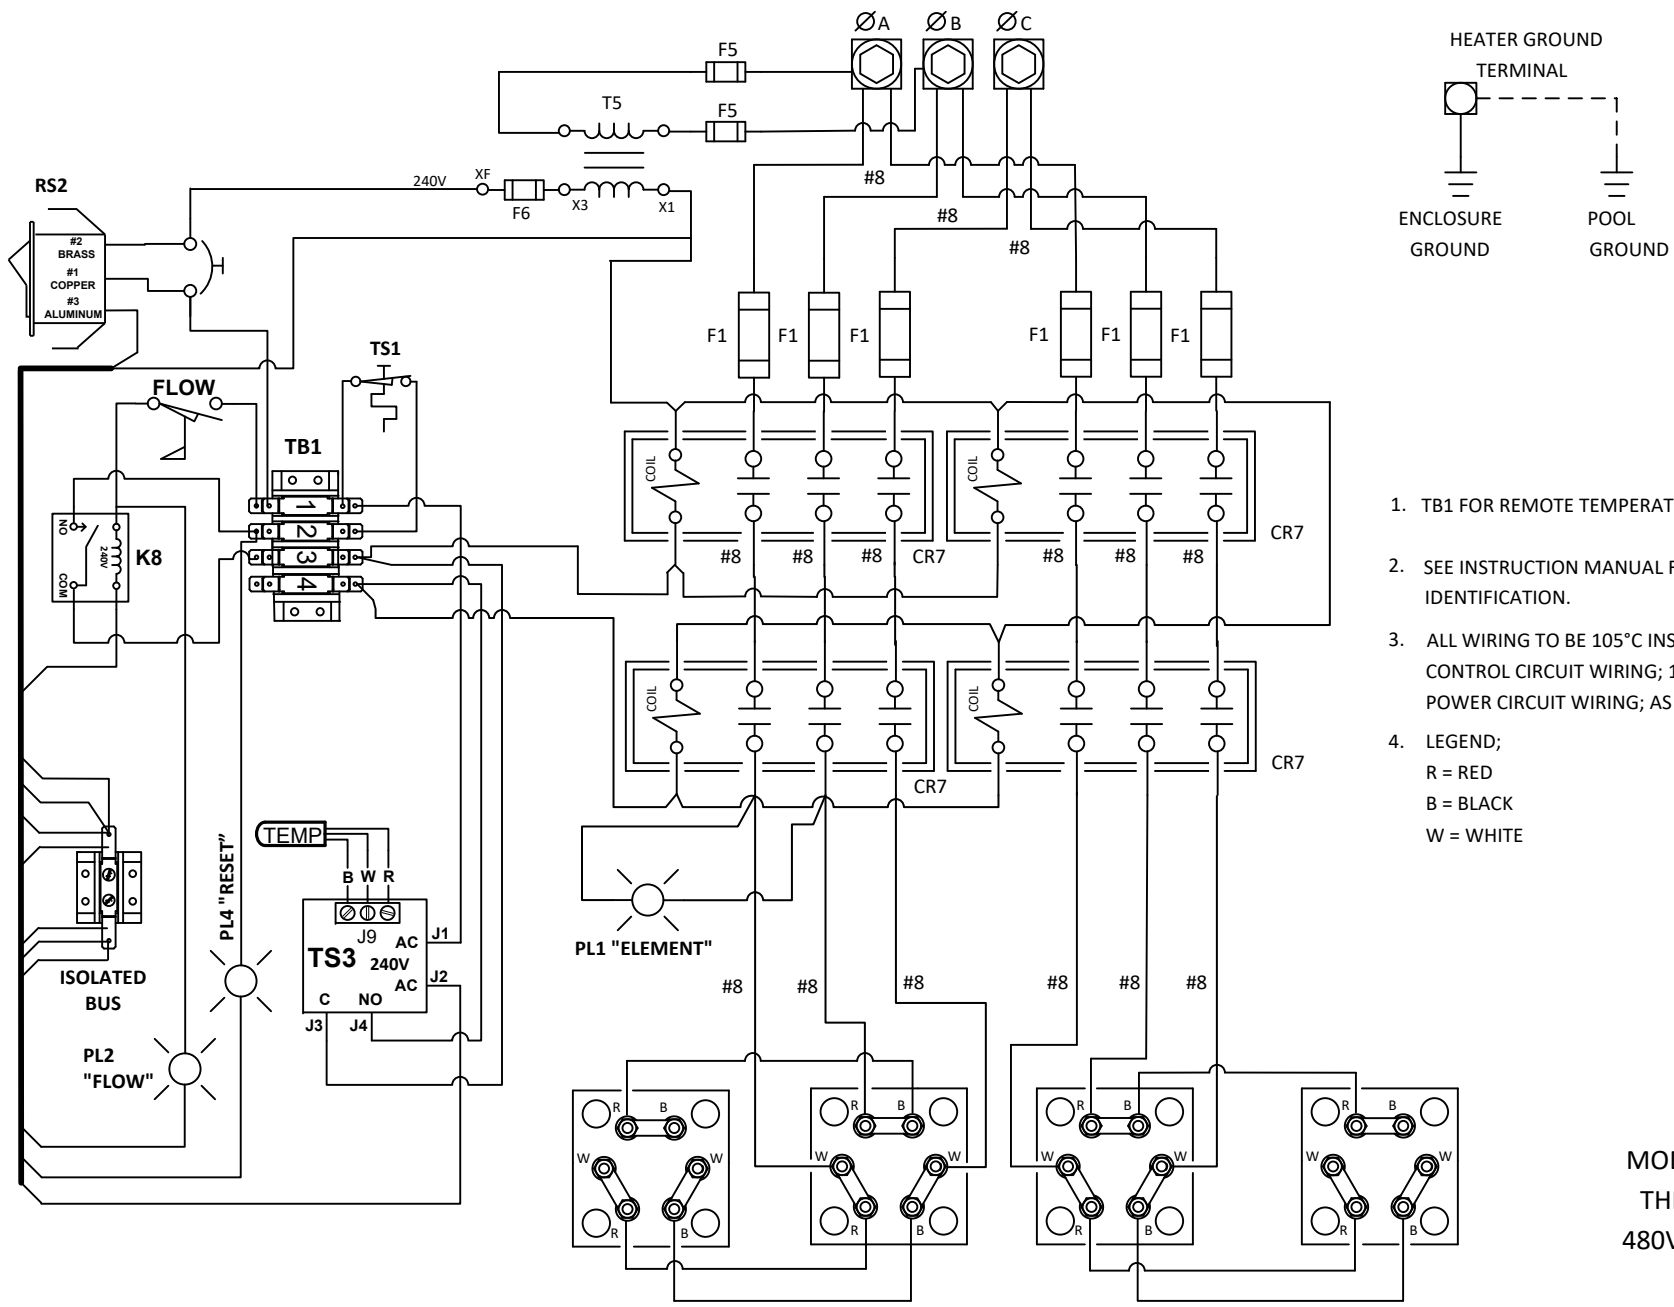 ØA
ØB
ØC
HEATER GROUND
TERMINAL
ENCLOSURE
GROUND
POOL
GROUND
F5
T5
F5
240V
XF
F6
X3
X1
#8
#8
#8
RS2
#2
BRASS
#1
COPPER
#3
ALUMINUM
F1
F1
F1
F1
F1
F1
TS1
FLOW
TB1
1
2
3
4
NO
COM
240V
K8
COIL
COIL
CR7
CR7
#8
#8
#8
#8
#8
#8
COIL
COIL
CR7
CR7
1. TB1 FOR REMOTE TEMPERAT
2. SEE INSTRUCTION MANUAL
IDENTIFICATION.
3. ALL WIRING TO BE 105°C INS
CONTROL CIRCUIT WIRING; 1
POWER CIRCUIT WIRING; AS
4. LEGEND;
R = RED
B = BLACK
W = WHITE
TEMP
B W R
J9
TS3
240V
AC
J1
AC
J2
C
NO
J3
J4
PL4 "RESET"
ISOLATED
BUS
PL2
"FLOW"
PL1 "ELEMENT"
#8
#8
#8
#8
#8
#8
R B
W W
R B
R B
W W
R B
R B
W W
R B
R B
W W
R B
480V